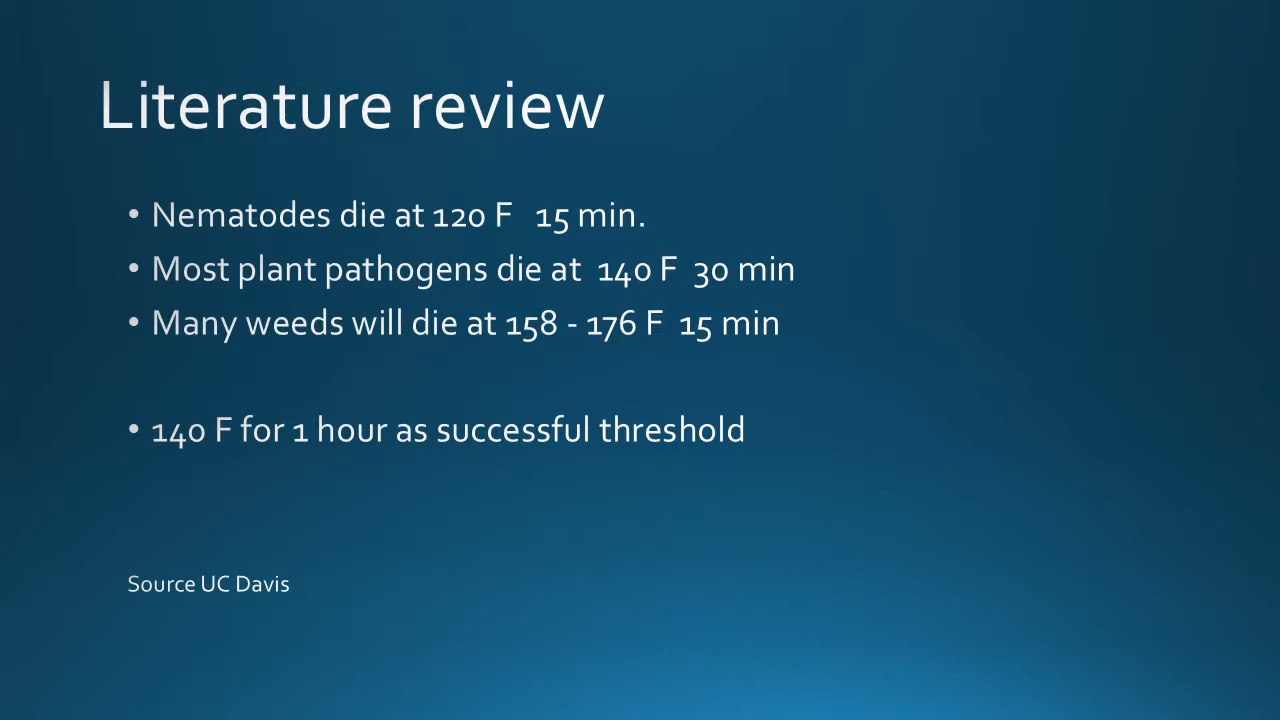 Literature review
• Nematodes die at 120 F   15 min.
• Most plant pathogens die at  140 F  30 min
• Many weeds will die at 158 - 176 F  15 min
• 140 F for 1 hour as successful threshold
Source UC Davis